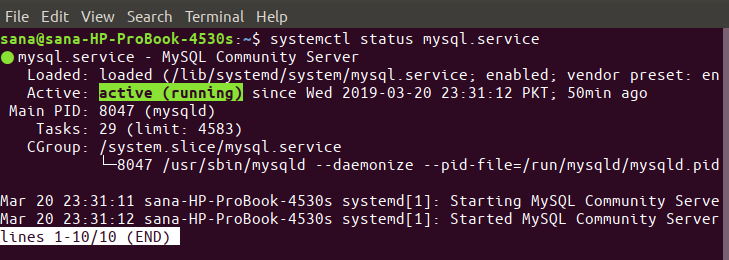 File Edit View Search Terminal Help
sana@sana-HP-ProBook-4530s:~$ systemctl status mysql.service
● mysql.service - MySQL Community Server
   Loaded: loaded (/lib/systemd/system/mysql.service; enabled; vendor preset: en
   Active: active (running) since Wed 2019-03-20 23:31:12 PKT; 50min ago
 Main PID: 8047 (mysqld)
    Tasks: 29 (limit: 4583)
   CGroup: /system.slice/mysql.service
           └─8047 /usr/sbin/mysqld --daemonize --pid-file=/run/mysqld/mysqld.pid
Mar 20 23:31:11 sana-HP-ProBook-4530s systemd[1]: Starting MySQL Community Serve
Mar 20 23:31:12 sana-HP-ProBook-4530s systemd[1]: Started MySQL Community Server
lines 1-10/10 (END)